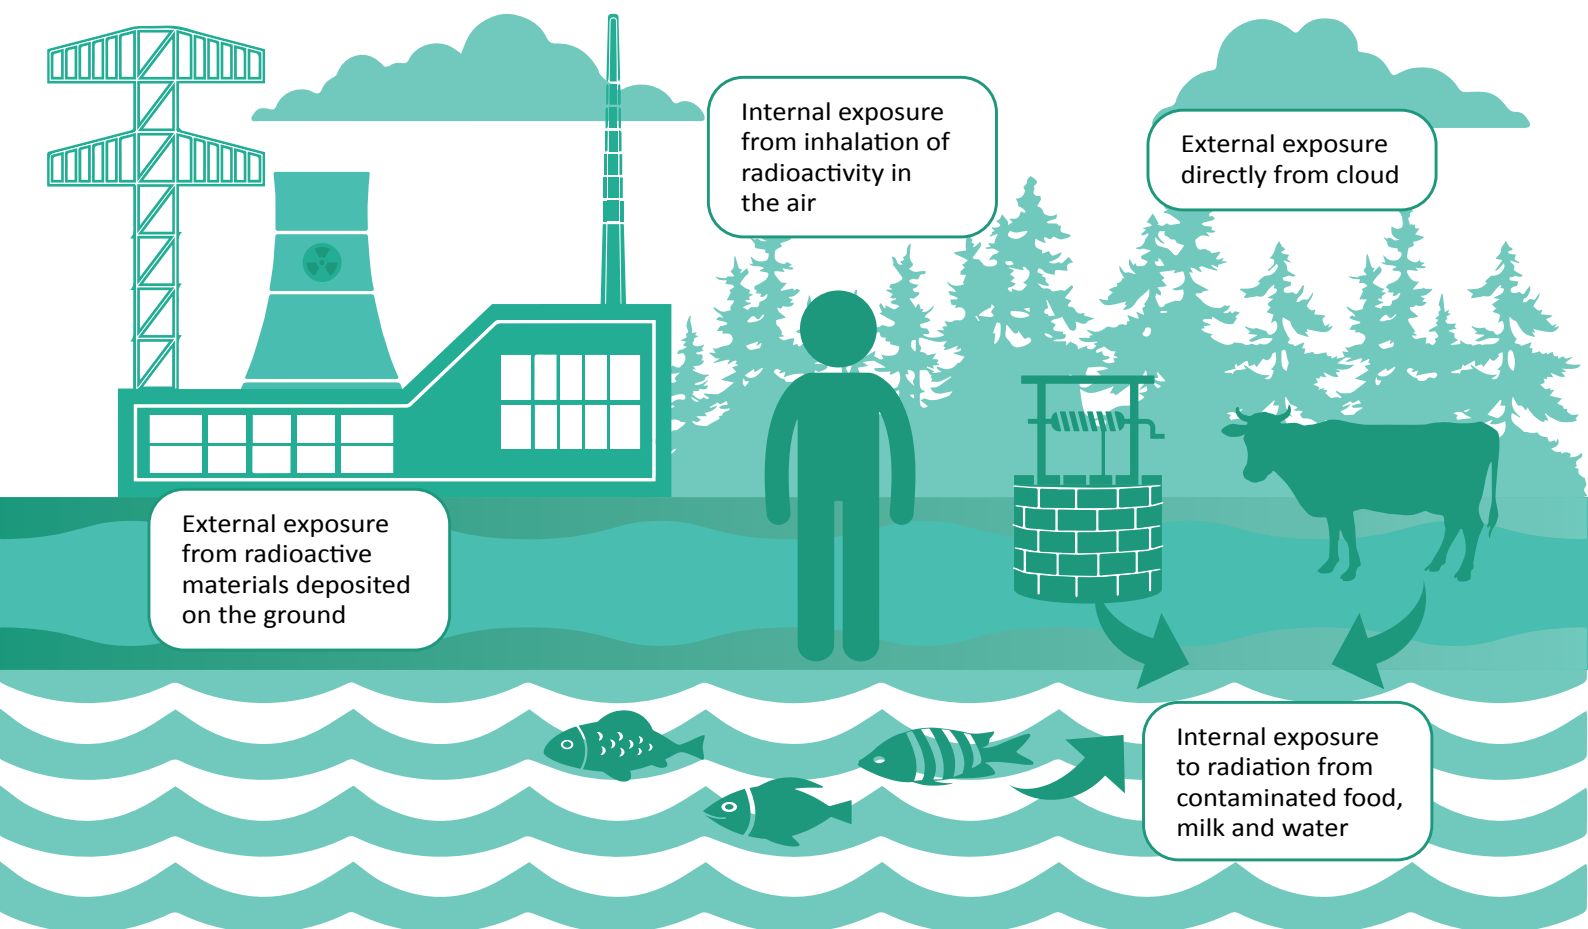 Internal exposure
from inhalation of
radioactivity in
the air
External exposure
directly from cloud
External exposure
from radioactive
materials deposited
on the ground
Internal exposure
to radiation from
contaminated food,
milk and water